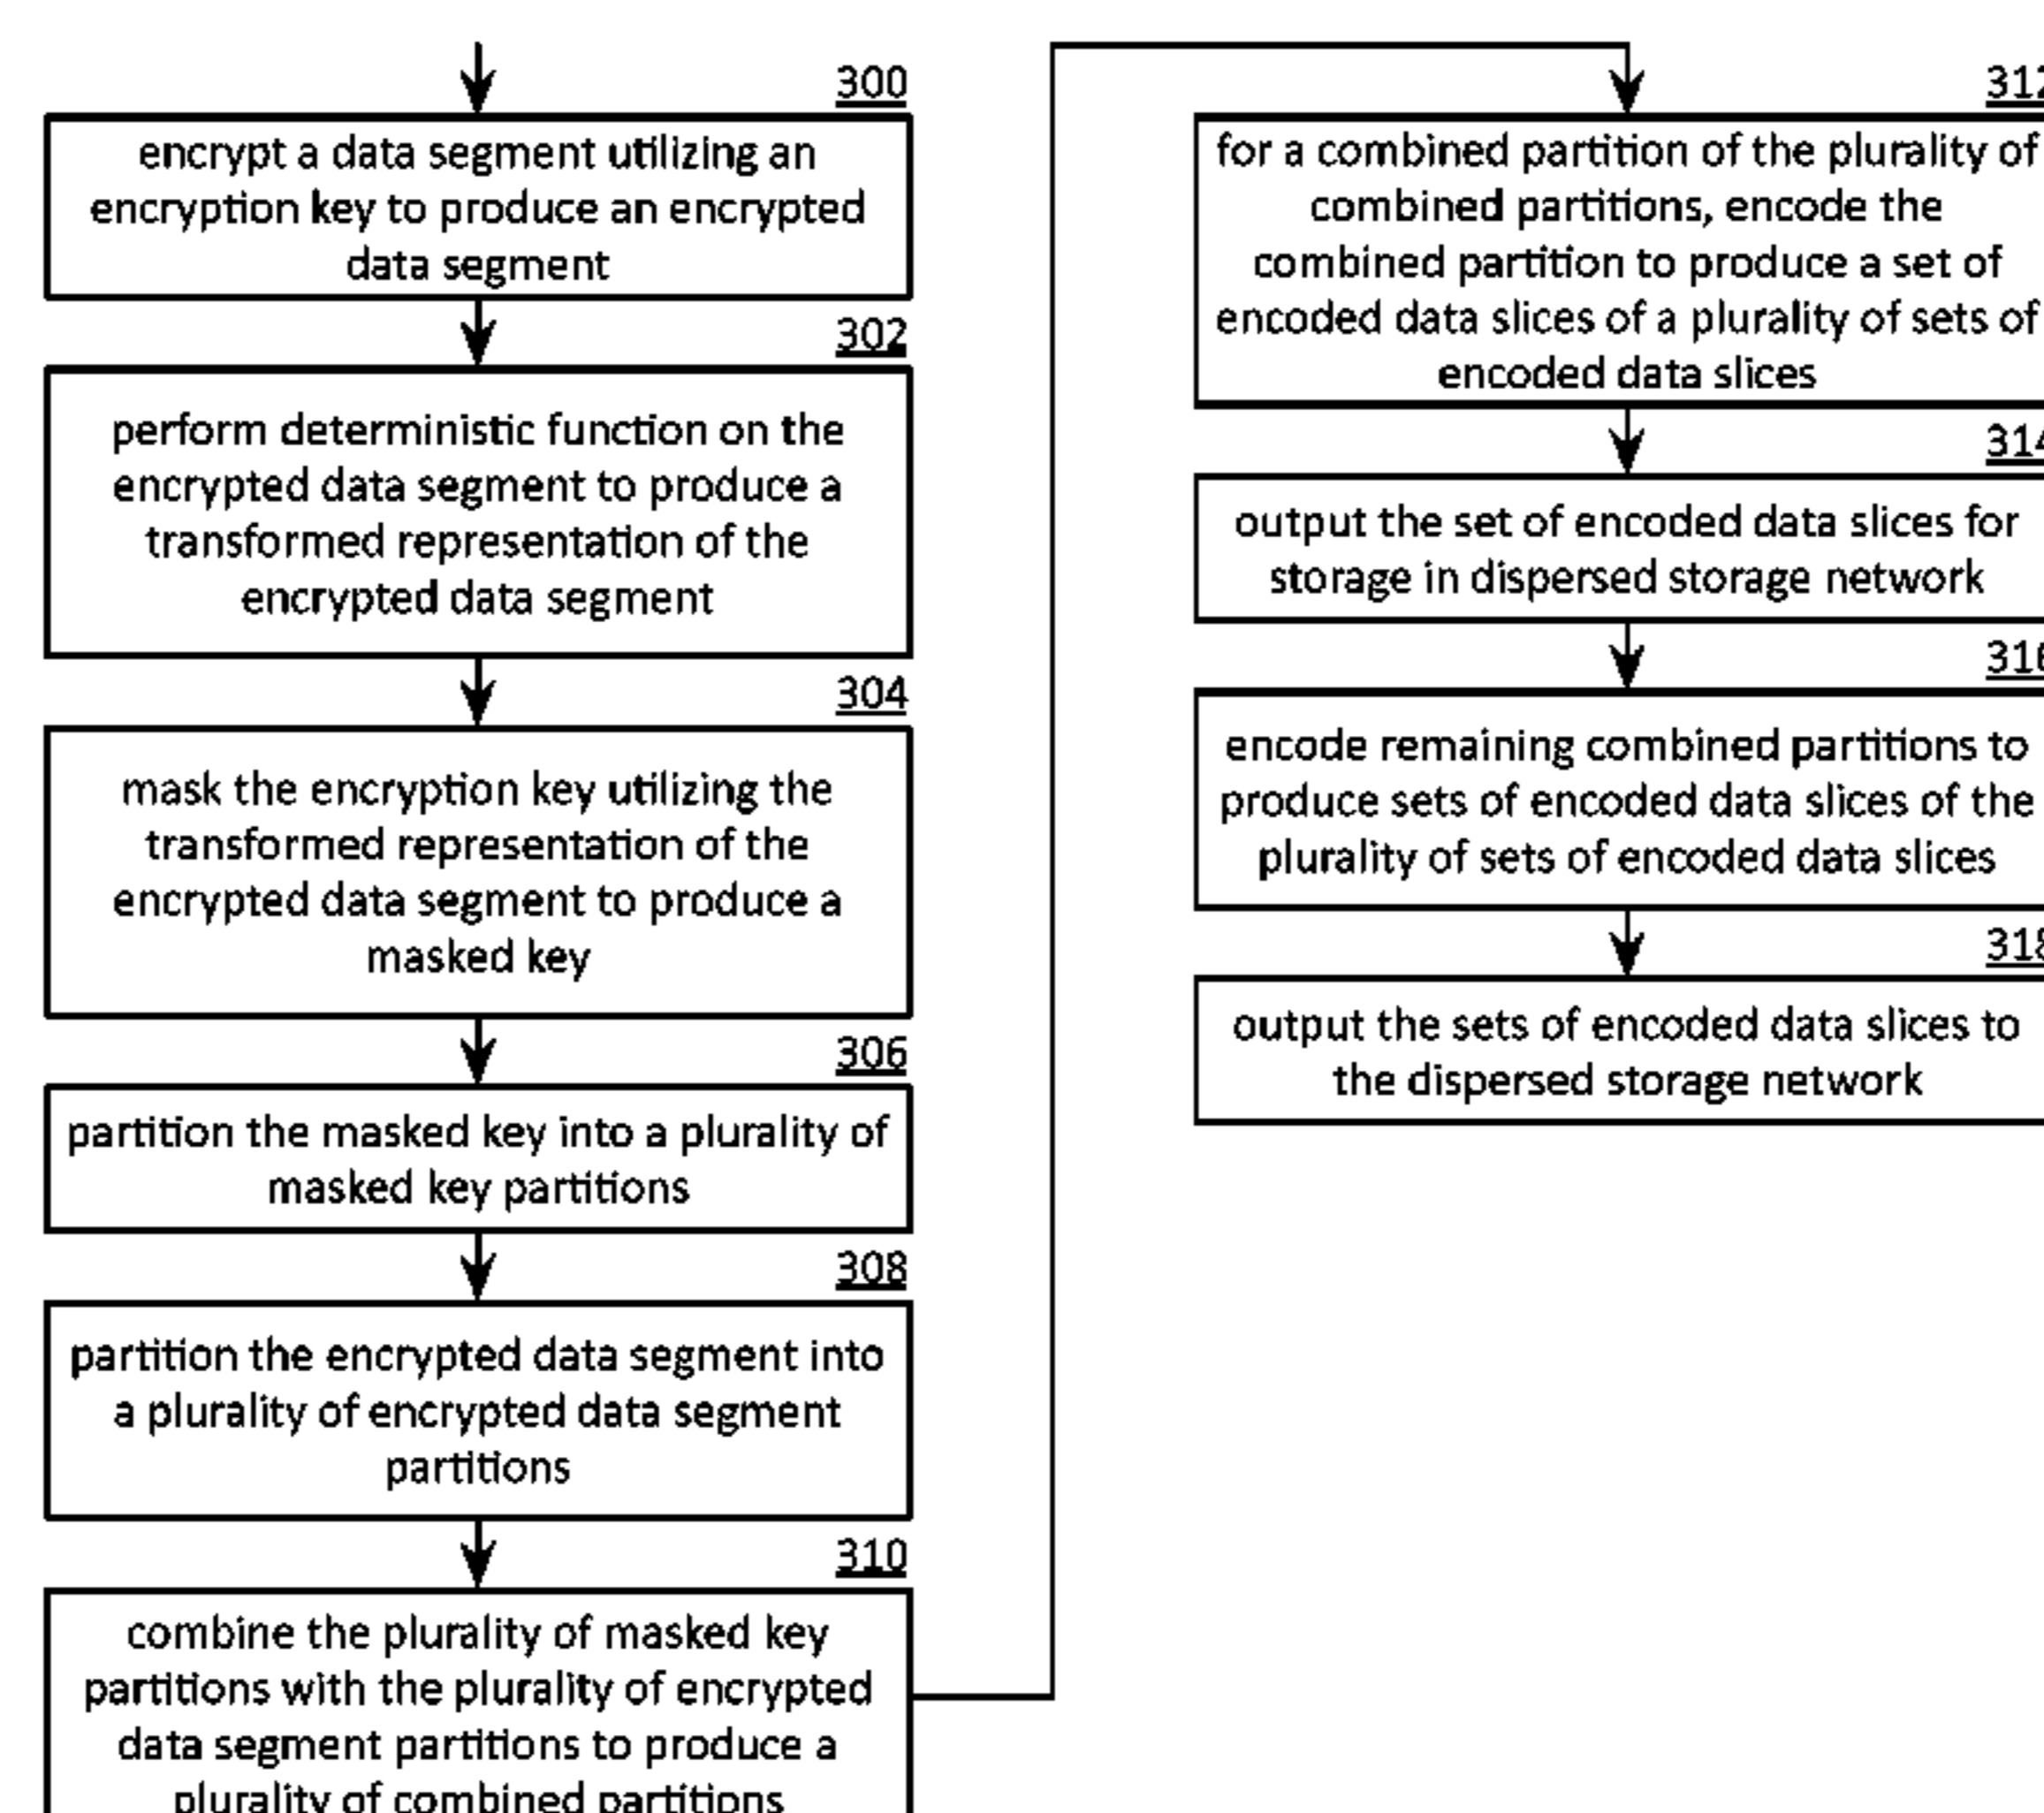 300
encrypt a data segment utilizing an
encryption key to produce an encrypted
data segment
302
perform deterministic function on the
encrypted data segment to produce a
transformed representation of the
encrypted data segment
304
mask the encryption key utilizing the
transformed representation of the
encrypted data segment to produce a
masked key
306
partition the masked key into a plurality of
masked key partitions
308
partition the encrypted data segment into
a plurality of encrypted data segment
partitions
310
combine the plurality of masked key
partitions with the plurality of encrypted
data segment partitions to produce a
plurality of combined partitions
312
for a combined partition of the plurality of
combined partitions, encode the
combined partition to produce a set of
encoded data slices of a plurality of sets of
encoded data slices
314
output the set of encoded data slices for
storage in dispersed storage network
316
encode remaining combined partitions to
produce sets of encoded data slices of the
plurality of sets of encoded data slices
318
output the sets of encoded data slices to
the dispersed storage network